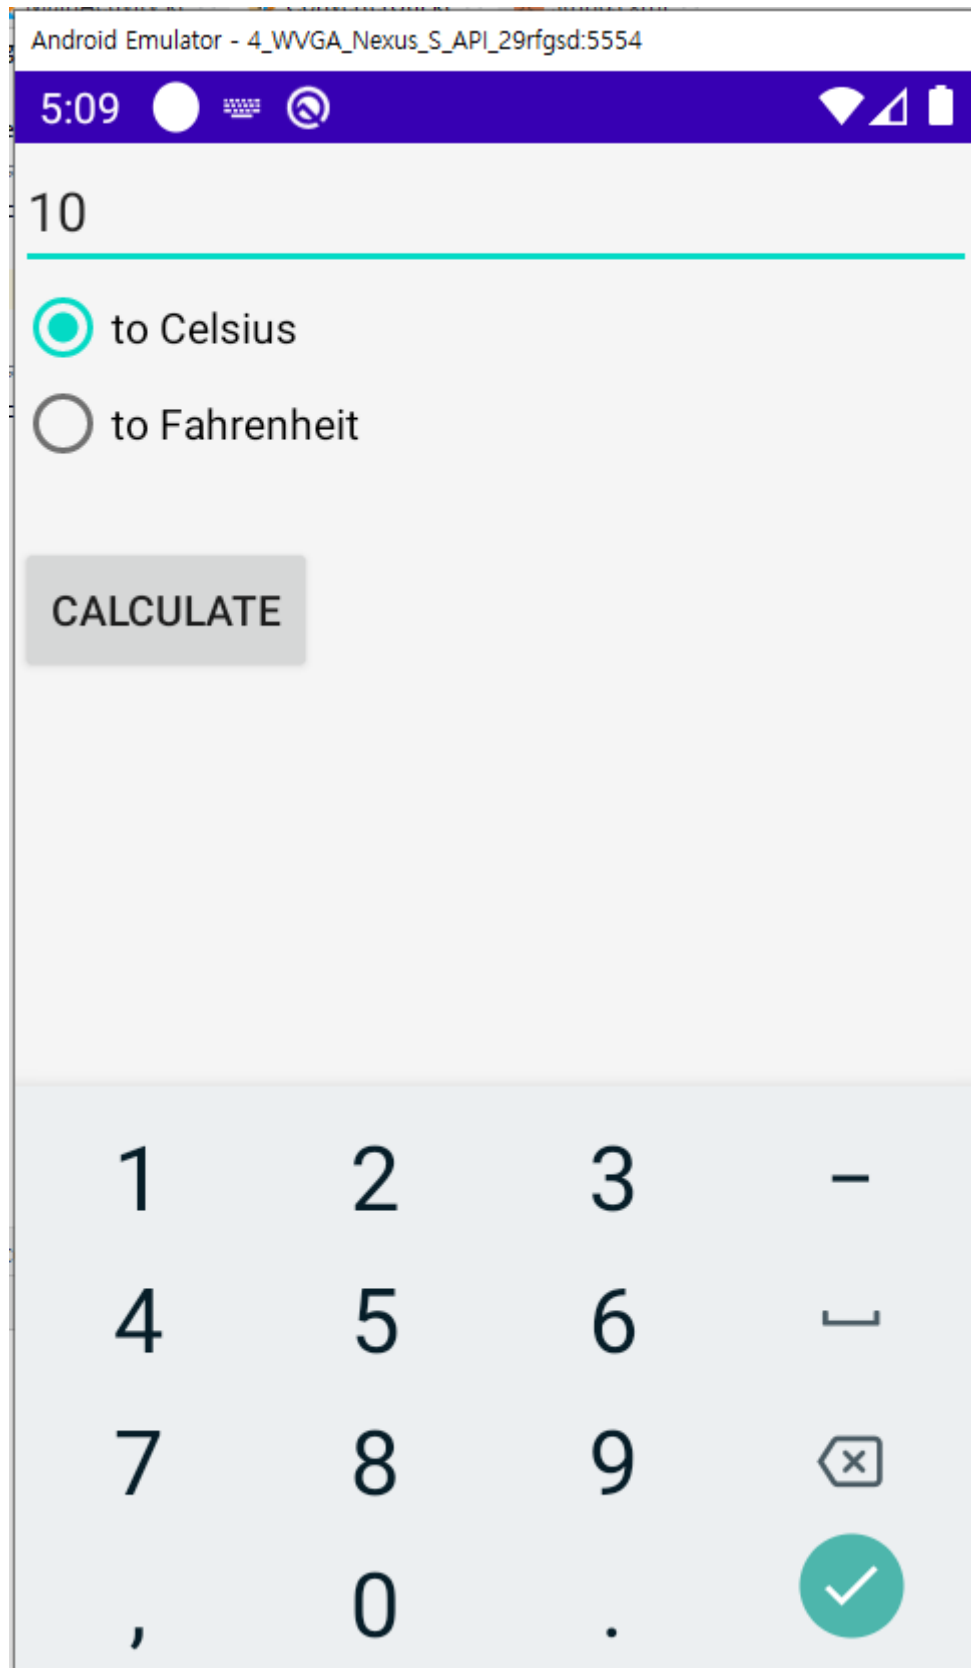 Android Emulator - 4_WVGA_Nexus_S_API_29rfgsd:5554
5:09
10
to Celsius
to Fahrenheit
CALCULATE
1 2 3 -
4 5 6
7 8 9
, 0 .